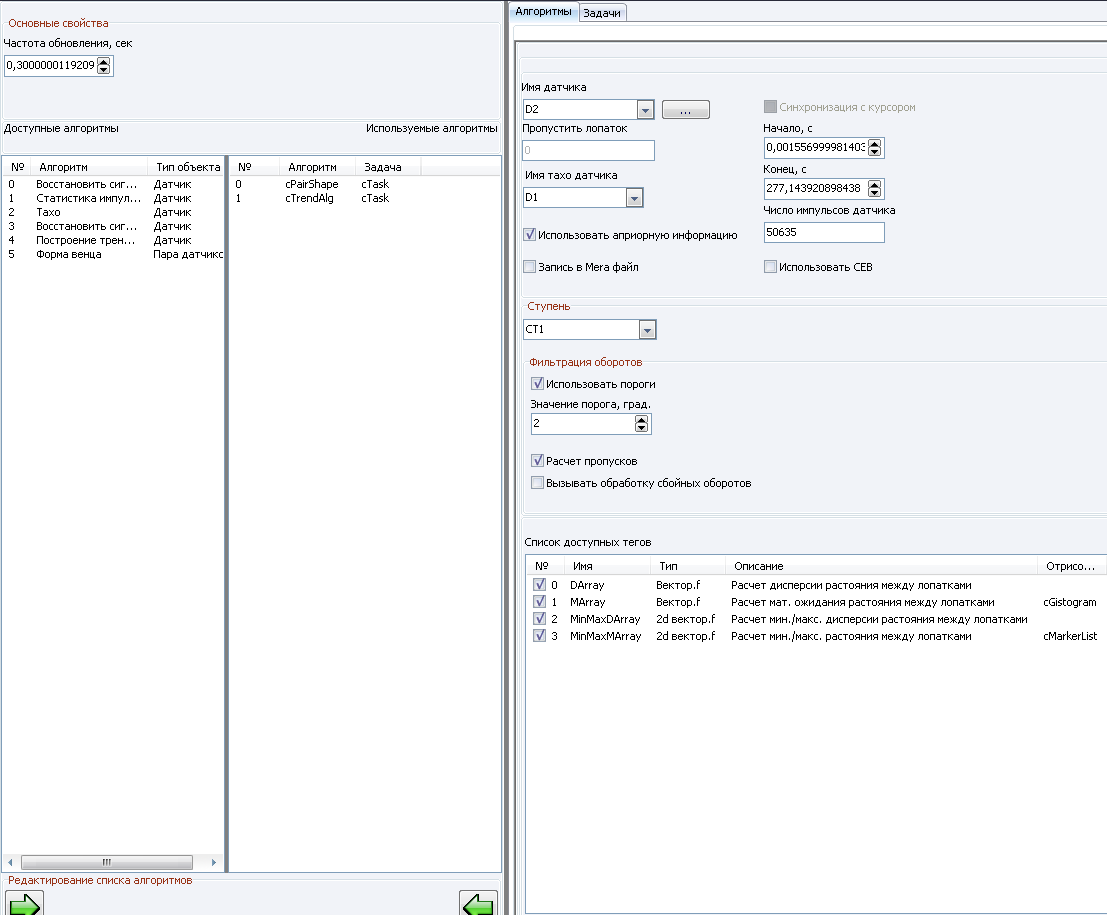 Основные свойства
Частота обновления, сек
0,3000000119209
Доступные алгоритмы
Используемые алгоритмы
№ Алгоритм Тип объекта
0 Восстановить сиг... Датчик
1 Статистика импул... Датчик
2 Тахо Датчик
3 Восстановить сиг... Датчик
4 Построение трен... Датчик
5 Форма венца Пара датчикс
№ Алгоритм Задача
0 cPairShape cTask
1 cTrendAlg cTask
Редактирование списка алгоритмов
Алгоритмы Задачи
Имя датчика
D2
...
Синхронизация с курсором
Пропустить лопаток
0
Начало, с
0,001556999981403
Имя тахо датчика
D1
Конец, с
277,143920898438
Число импульсов датчика
50635
Использовать априорную информацию
Запись в Мега файл
Использовать СЕВ
Ступень
СТ1
Фильтрация оборотов
Использовать пороги
Значение порога, град.
2
Расчет пропусков
Вызывать обработку сбойных оборотов
Список доступных тегов
№ Имя Тип Описание Отрисо...
0 DArray Вектор.f Расчет дисперсии растояния между лопатками
1 MArray Вектор.f Расчет мат. ожидания растояния между лопатками cGistogram
2 MinMaxDArray 2d вектор.f Расчет мин./макс. дисперсии растояния между лопатками
3 MinMaxMArray 2d вектор.f Расчет мин./макс. растояния между лопатками cMarkerList